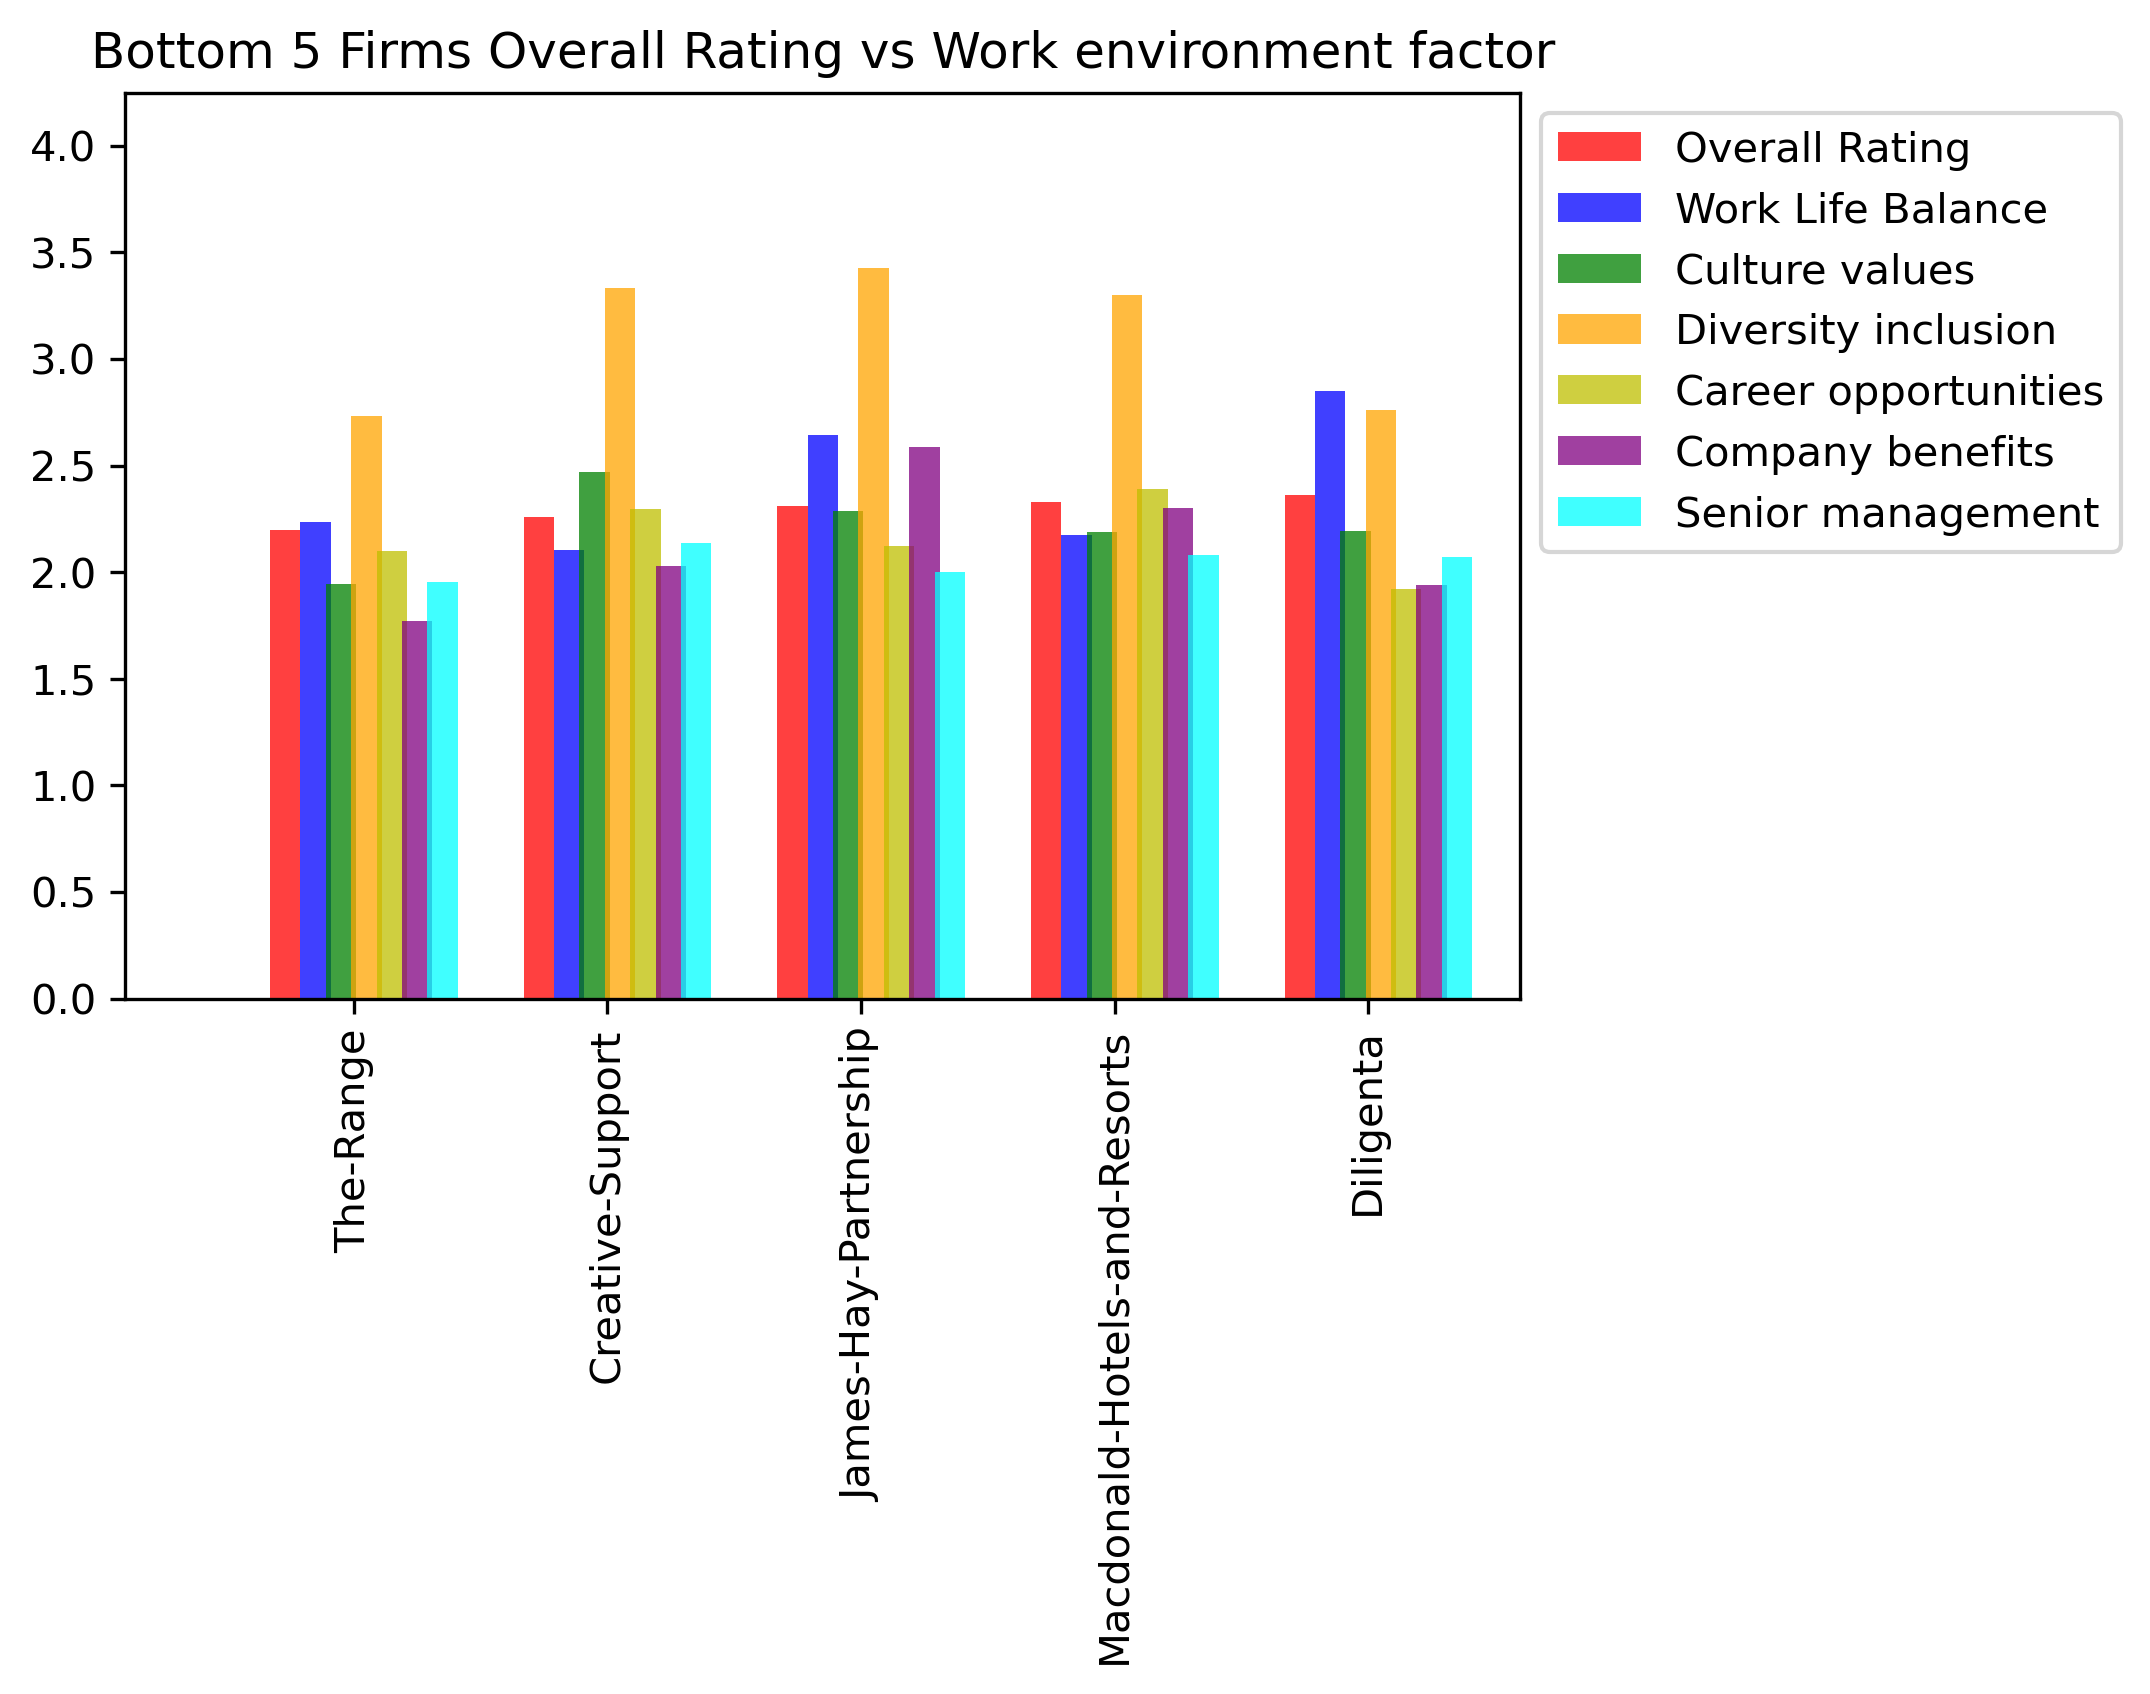 Bottom 5 Firms Overall Rating vs Work environment factor
4.0
3.5
3.0
2.5
2.0
1.5
1.0
0.5
0.0
Overall Rating
Work Life Balance
Culture values
Diversity inclusion
Career opportunities
Company benefits
Senior management
The-Range
Creative-Support
James-Hay-Partnership
Macdonald-Hotels-and-Resorts
Diligenta